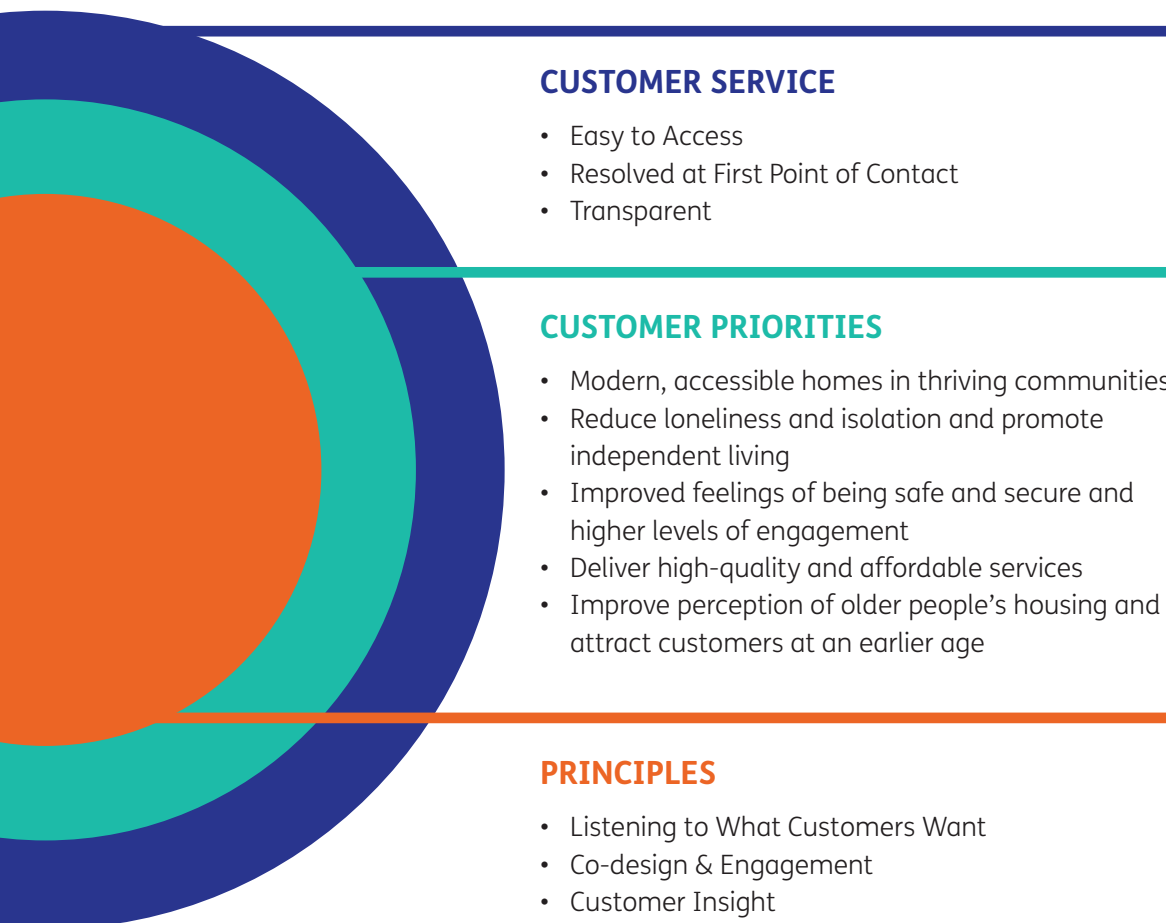 CUSTOMER SERVICE
• Easy to Access
• Resolved at First Point of Contact
• Transparent
CUSTOMER PRIORITIES
• Modern, accessible homes in thriving communities
• Reduce loneliness and isolation and promote
independent living
• Improved feelings of being safe and secure and
higher levels of engagement
• Deliver high-quality and affordable services
• Improve perception of older people’s housing and
attract customers at an earlier age
PRINCIPLES
• Listening to What Customers Want
• Co-design & Engagement
• Customer Insight